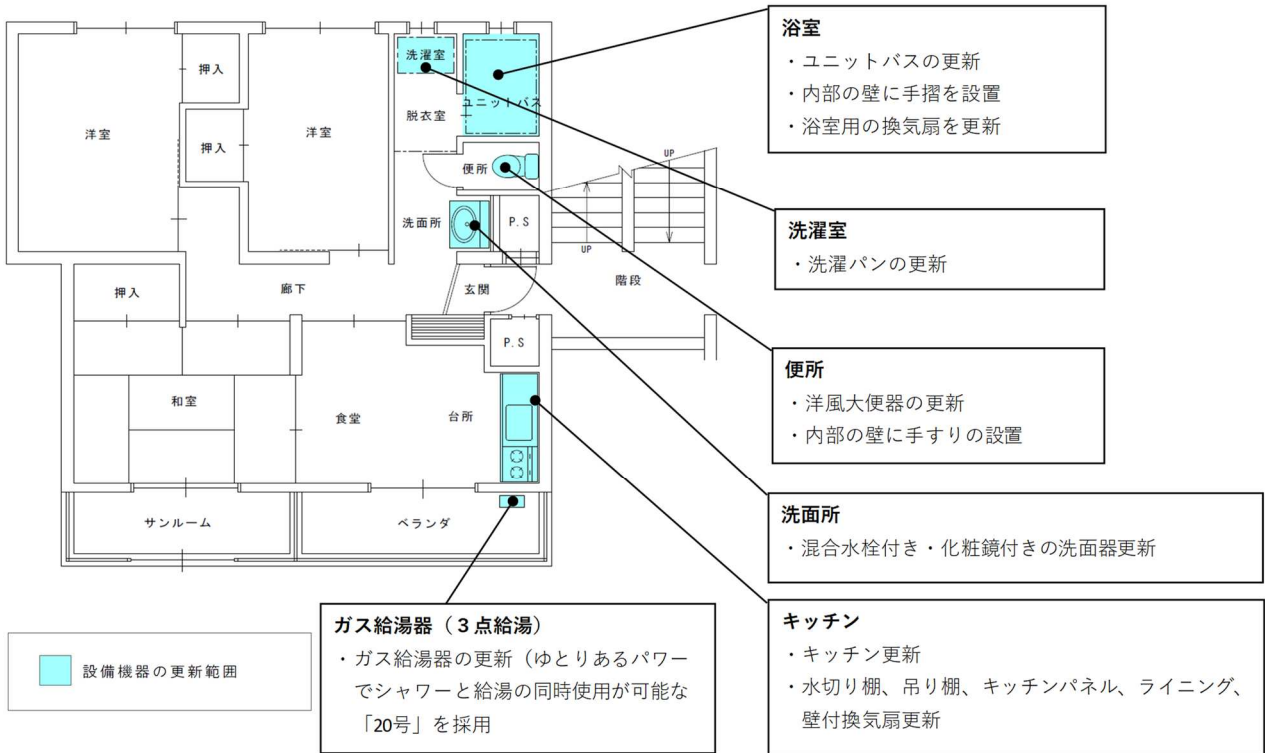 洗濯室
押入
脱衣室
ユニットバス
洋室
押入
洋室
便所
洗面所
P.S
UP
UP
階段
押入
廊下
玄関
P.S
和室
食堂
台所
サンルーム
ベランダ
設備機器の更新範囲
浴室
・ユニットバスの更新
・内部の壁に手摺を設置
・浴室用の換気扇を更新
洗濯室
・洗濯パンの更新
便所
・洋風大便器の更新
・内部の壁に手すりの設置
洗面所
・混合水栓付き・化粧鏡付きの洗面器更新
キッチン
・キッチン更新
・水切り棚、吊り棚、キッチンパネル、ライニング、
壁付換気扇更新
ガス給湯器（３点給湯）
・ガス給湯器の更新（ゆとりあるパワー
でシャワーと給湯の同時使用が可能な
「20号」を採用